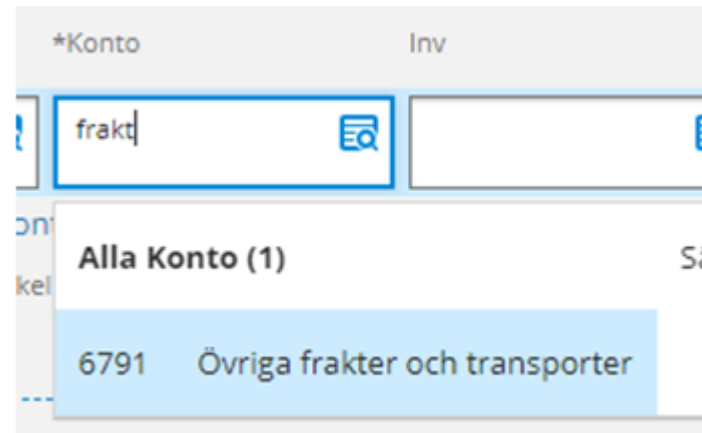 *Konto Inv
frakt
Alla Konto (1)
6791 Övriga frakter och transporter